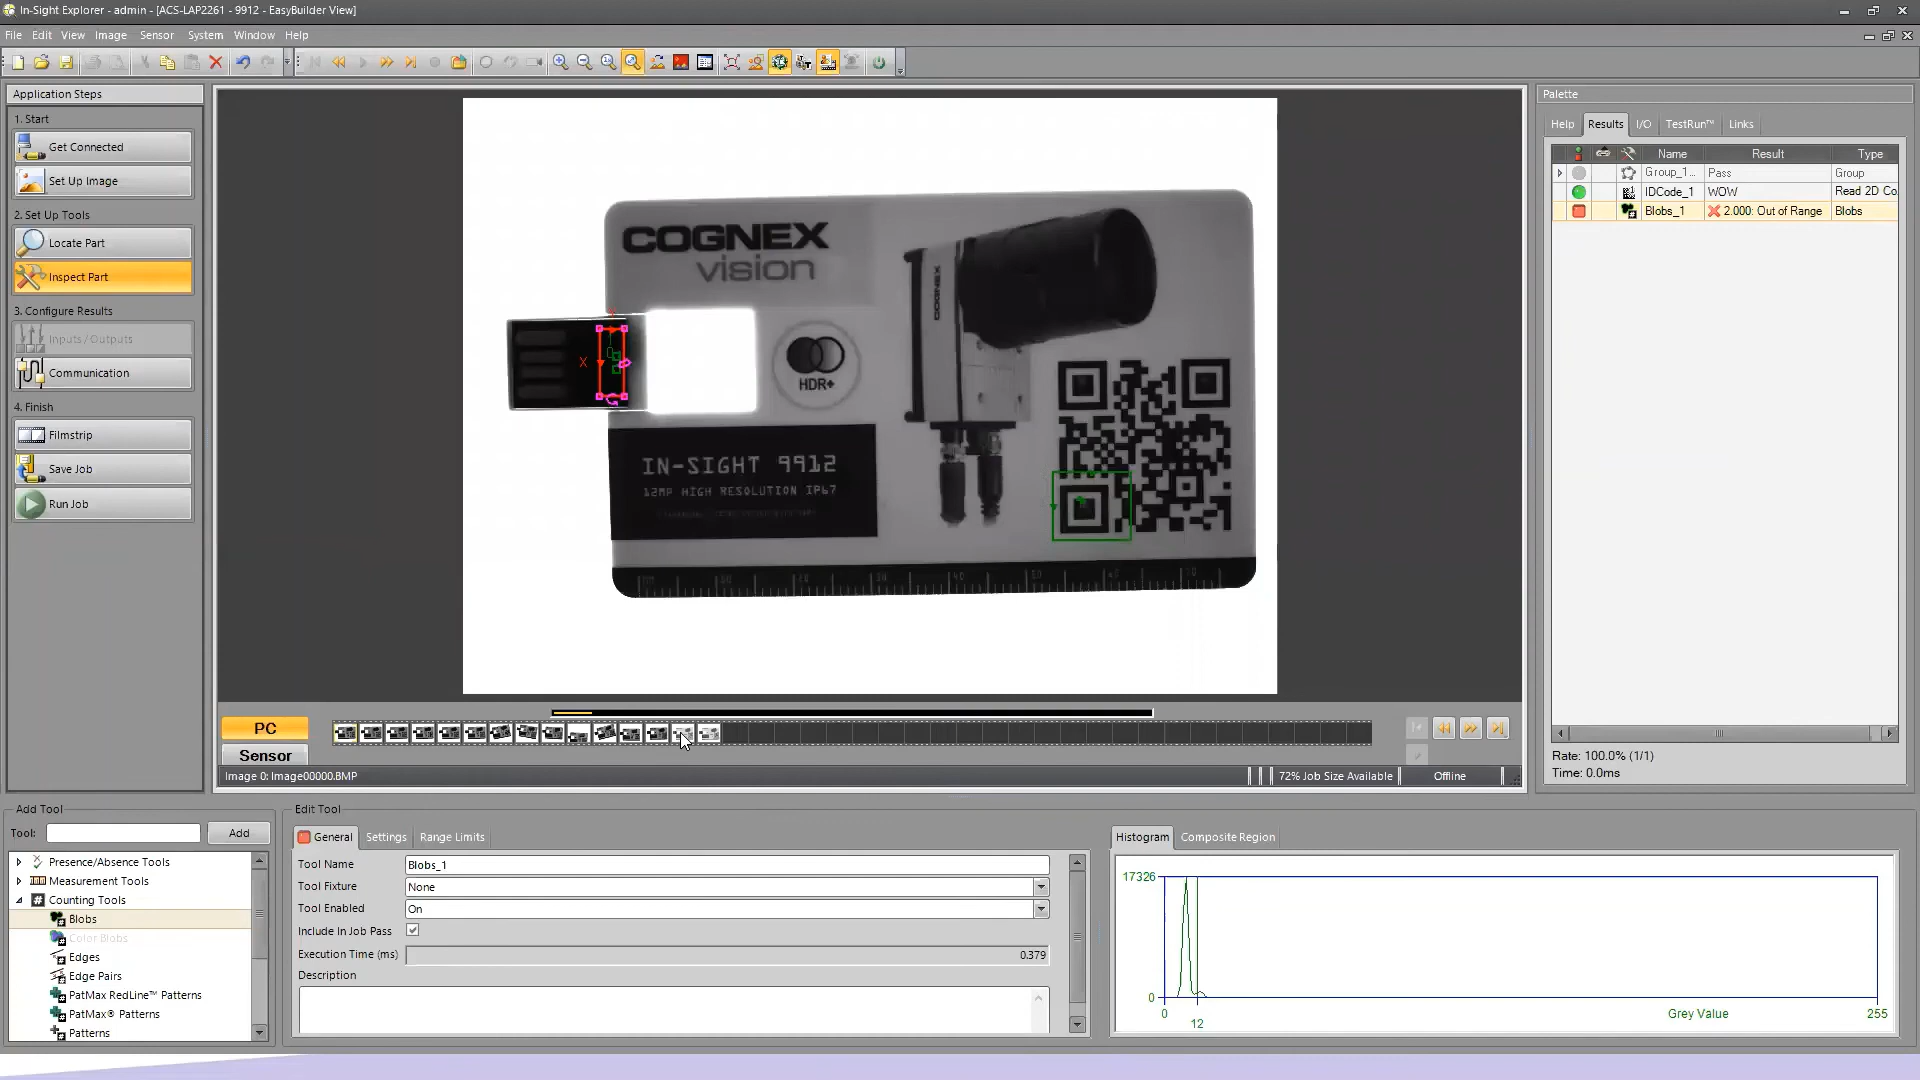 In-Sight Explorer - admin - [ACS-LAP2261 - 9912 - EasyBuilder View]
File Edit View Image Sensor System Window Help
Application Steps
1. Start
Get Connected
Set Up Image
2. Set Up Tools
Locate Part
Inspect Part
3. Configure Results
Inputs / Outputs
Communication
4. Finish
Filmstrip
Save Job
Run Job
COGNEX
vision
COGNEX
HDR+
X
IN-SIGHT 9912
12MP HIGH RESOLUTION IP67
10 20 30 40 50 60 70
PC
Sensor
Image 0: Image00000.BMP
72% Job Size Available
Offline
Palette
Help Results I/O TestRun™ Links
Name Result Type
Group_1... Pass Group
IDCode_1 WOW Read 2D Co
Blobs_1 2.000: Out of Range Blobs
Rate: 100.0% (1/1)
Time: 0.0ms
Add Tool
Tool: Add
Presence/Absence Tools
Measurement Tools
Counting Tools
Blobs
Color Blobs
Edges
Edge Pairs
PatMax RedLine™ Patterns
PatMax® Patterns
Patterns
Edit Tool
General Settings Range Limits
Tool Name Blobs_1
Tool Fixture None
Tool Enabled On
Include In Job Pass
Execution Time (ms) 0.379
Description
Histogram Composite Region
17326
0
0 12 Grey Value 255